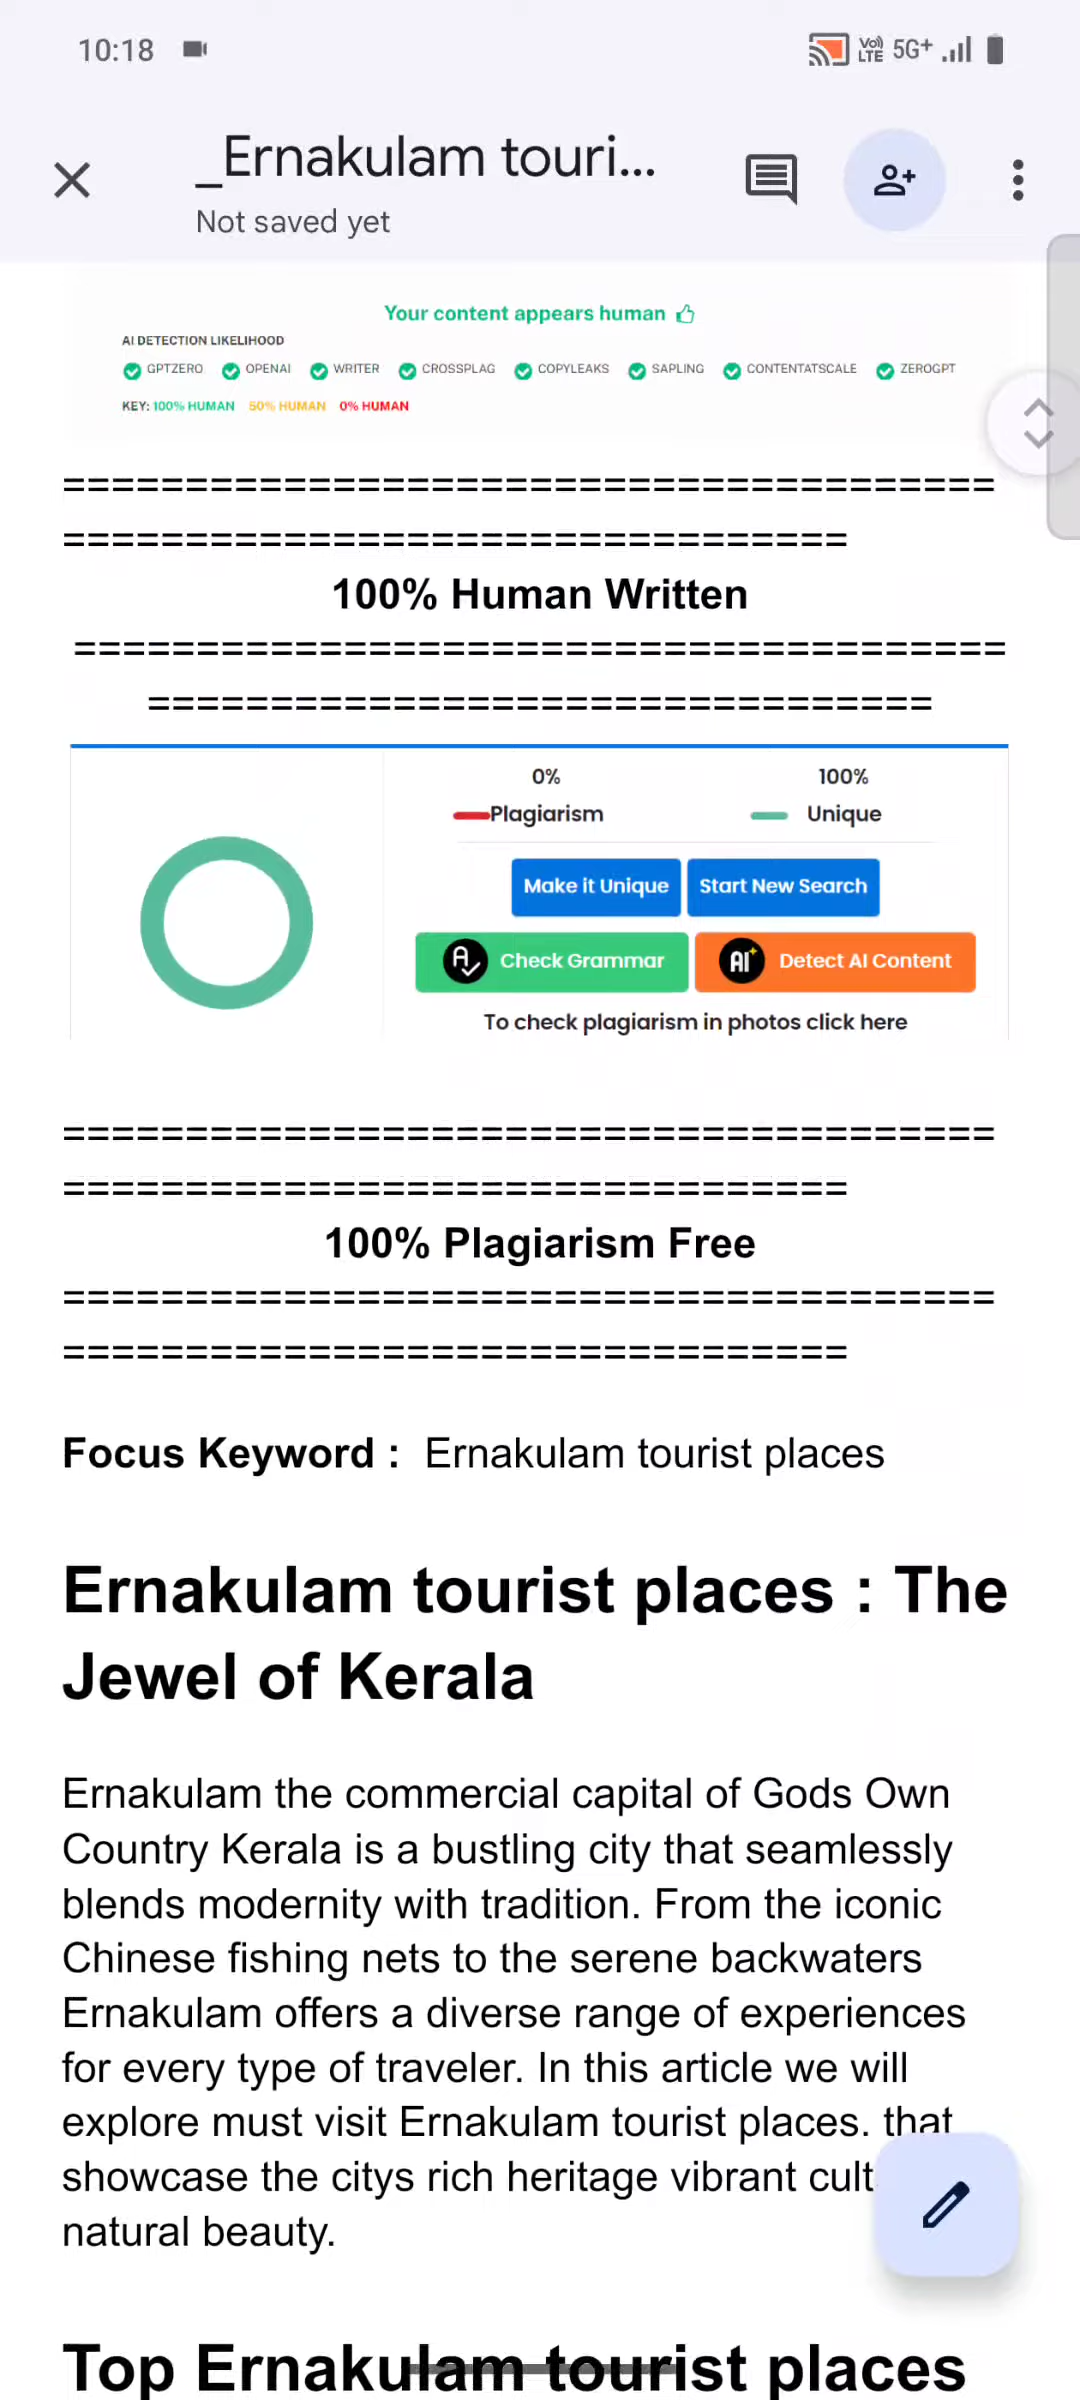 10:18
Vo)) LTE 5G+
_Ernakulam touri...
Not saved yet
Your content appears human
AI DETECTION LIKELIHOOD
GPTZERO OPENAI WRITER CROSSPLAG COPYLEAKS SAPLING CONTENTATSCALE ZEROGPT
KEY: 100% HUMAN 50% HUMAN 0% HUMAN
======================================
================================
100% Human Written
======================================
================================
0% 100%
Plagiarism Unique
Make it Unique Start New Search
A Check Grammar AI Detect AI Content
To check plagiarism in photos click here
======================================
================================
100% Plagiarism Free
======================================
================================
Focus Keyword : Ernakulam tourist places
Ernakulam tourist places : The
Jewel of Kerala
Ernakulam the commercial capital of Gods Own
Country Kerala is a bustling city that seamlessly
blends modernity with tradition. From the iconic
Chinese fishing nets to the serene backwaters
Ernakulam offers a diverse range of experiences
for every type of traveler. In this article we will
explore must visit Ernakulam tourist places. that
showcase the citys rich heritage vibrant cult
natural beauty.
Top Ernakulam tourist places